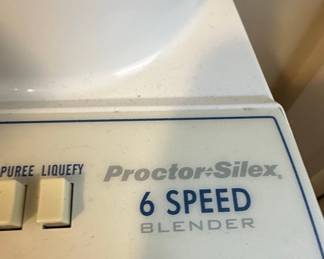 PUREE LIQUEFY
Proctor-Silex
6 SPEED
BLENDER